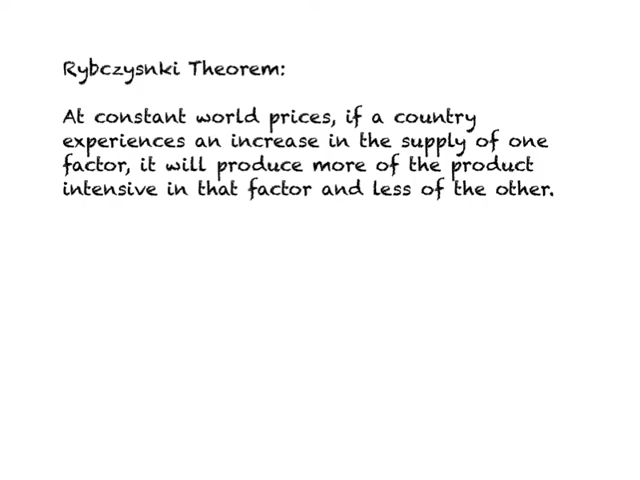 Rybczysnki Theorem:
At constant world prices, if a country
experiences an increase in the supply of one
factor, it will produce more of the product
intensive in that factor and less of the other.